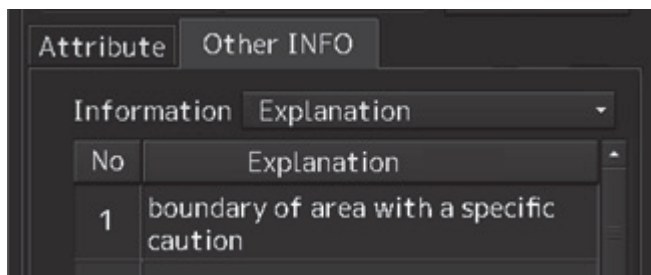 Attribute Other INFO
Information Explanation
No Explanation
1 boundary of area with a specific
caution